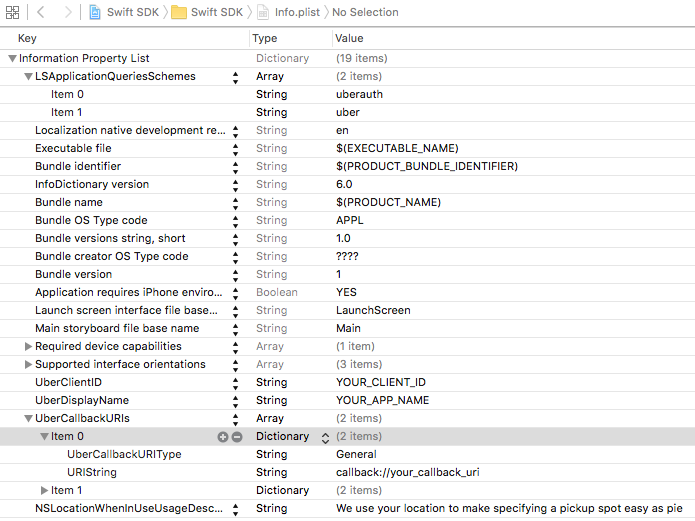 Swift SDK Swift SDK Info.plist No Selection
Key Type Value
Information Property List Dictionary (19 items)
LSApplicationQueriesSchemes Array (2 items)
Item 0 String uberauth
Item 1 String uber
Localization native development re... String en
Executable file String $(EXECUTABLE_NAME)
Bundle identifier String $(PRODUCT_BUNDLE_IDENTIFIER)
InfoDictionary version String 6.0
Bundle name String $(PRODUCT_NAME)
Bundle OS Type code String APPL
Bundle versions string, short String 1.0
Bundle creator OS Type code String ????
Bundle version String 1
Application requires iPhone enviro... Boolean YES
Launch screen interface file base... String LaunchScreen
Main storyboard file base name String Main
Required device capabilities Array (1 item)
Supported interface orientations Array (3 items)
UberClientID String YOUR_CLIENT_ID
UberDisplayName String YOUR_APP_NAME
UberCallbackURIs Array (2 items)
Item 0 Dictionary (2 items)
UberCallbackURIType String General
URIString String callback://your_callback_uri
Item 1 Dictionary (2 items)
NSLocationWhenInUseUsageDesc... String We use your location to make specifying a pickup spot easy as pie